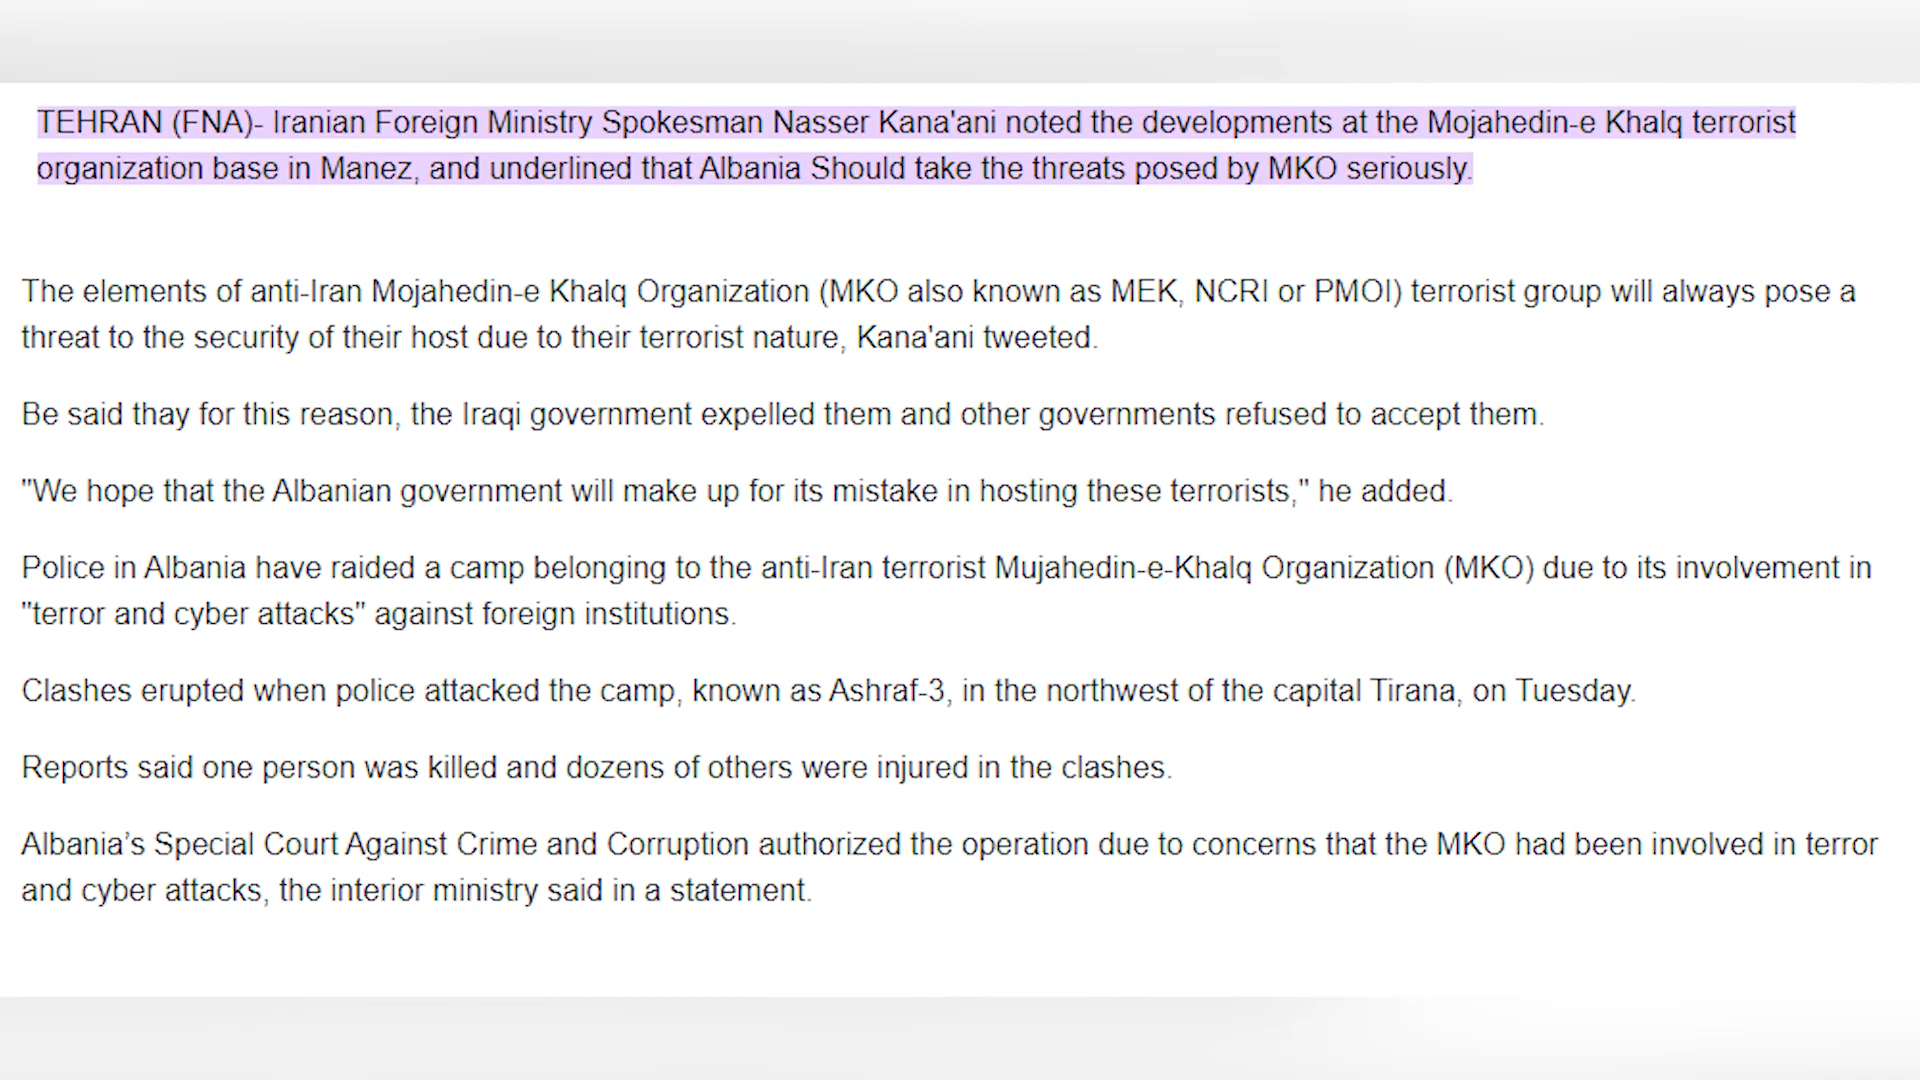 TEHRAN (FNA)- Iranian Foreign Ministry Spokesman Nasser Kana'ani noted the developments at the Mojahedin-e Khalq terrorist
organization base in Manez, and underlined that Albania Should take the threats posed by MKO seriously.
The elements of anti-Iran Mojahedin-e Khalq Organization (MKO also known as MEK, NCRI or PMOI) terrorist group will always pose a
threat to the security of their host due to their terrorist nature, Kana'ani tweeted.
Be said thay for this reason, the Iraqi government expelled them and other governments refused to accept them.
"We hope that the Albanian government will make up for its mistake in hosting these terrorists," he added.
Police in Albania have raided a camp belonging to the anti-Iran terrorist Mujahedin-e-Khalq Organization (MKO) due to its involvement in
"terror and cyber attacks" against foreign institutions.
Clashes erupted when police attacked the camp, known as Ashraf-3, in the northwest of the capital Tirana, on Tuesday.
Reports said one person was killed and dozens of others were injured in the clashes.
Albania’s Special Court Against Crime and Corruption authorized the operation due to concerns that the MKO had been involved in terror
and cyber attacks, the interior ministry said in a statement.